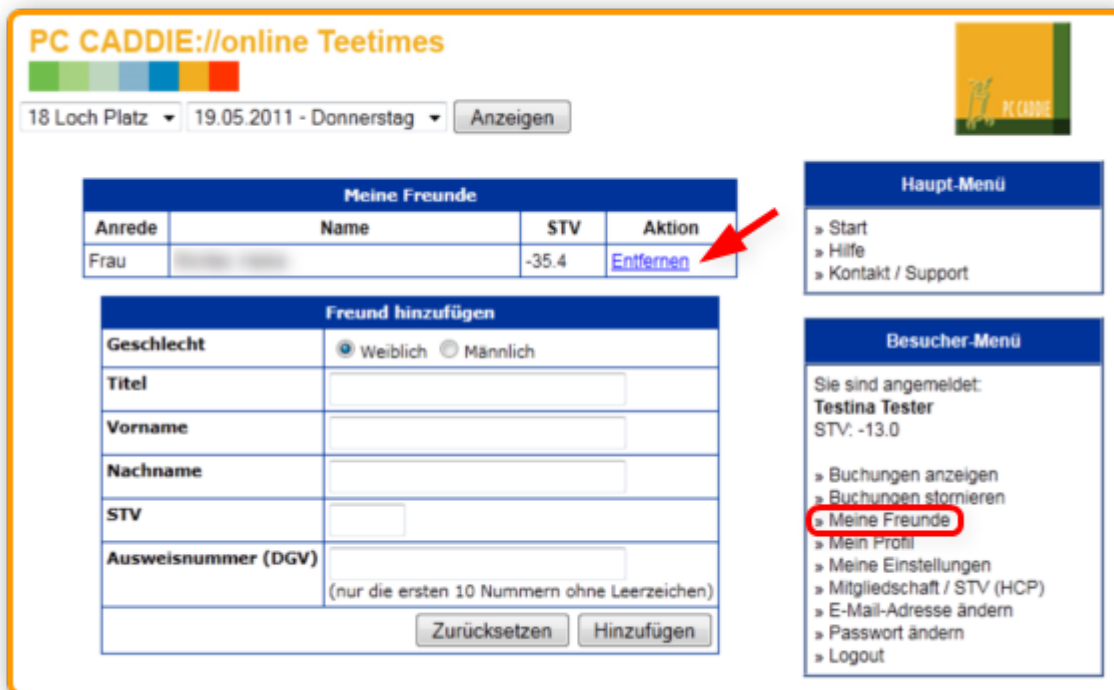 PC CADDIE://online Teetimes
18 Loch Platz 19.05.2011 - Donnerstag Anzeigen
PC CADDIE
Meine Freunde
Anrede Name STV Aktion
Frau -35.4 Entfernen
Freund hinzufügen
Geschlecht Weiblich Männlich
Titel
Vorname
Nachname
STV
Ausweisnummer (DGV)
(nur die ersten 10 Nummern ohne Leerzeichen)
Zurücksetzen Hinzufügen
Haupt-Menü
» Start
» Hilfe
» Kontakt / Support
Besucher-Menü
Sie sind angemeldet:
Testina Tester
STV: -13.0
» Buchungen anzeigen
» Buchungen stornieren
» Meine Freunde
» Mein Profil
» Meine Einstellungen
» Mitgliedschaft / STV (HCP)
» E-Mail-Adresse ändern
» Passwort ändern
» Logout